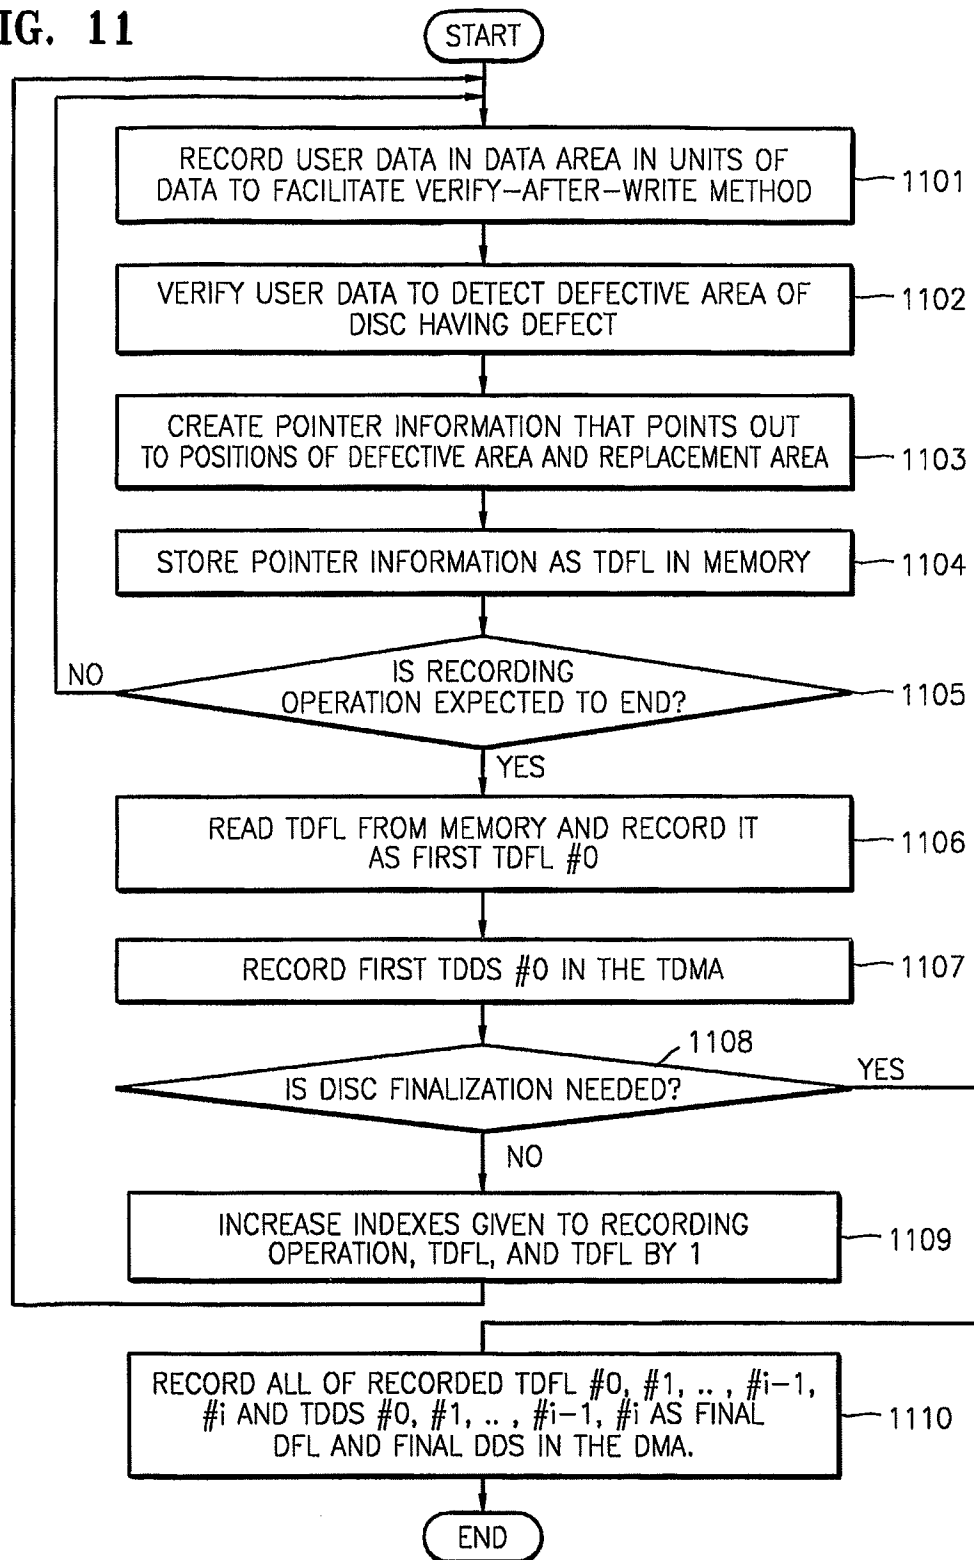 IG. 11
START
RECORD USER DATA IN DATA AREA IN UNITS OF
DATA TO FACILITATE VERIFY-AFTER-WRITE METHOD
1101
VERIFY USER DATA TO DETECT DEFECTIVE AREA OF
DISC HAVING DEFECT
1102
CREATE POINTER INFORMATION THAT POINTS OUT
TO POSITIONS OF DEFECTIVE AREA AND REPLACEMENT AREA
1103
STORE POINTER INFORMATION AS TDFL IN MEMORY
1104
NO
IS RECORDING
OPERATION EXPECTED TO END?
1105
YES
READ TDFL FROM MEMORY AND RECORD IT
AS FIRST TDFL #0
1106
RECORD FIRST TDDS #0 IN THE TDMA
1107
1108
IS DISC FINALIZATION NEEDED?
YES
NO
INCREASE INDEXES GIVEN TO RECORDING
OPERATION, TDFL, AND TDFL BY 1
1109
RECORD ALL OF RECORDED TDFL #0, #1, .. , #i-1,
#i AND TDDS #0, #1, .. , #i-1, #i AS FINAL
DFL AND FINAL DDS IN THE DMA.
1110
END